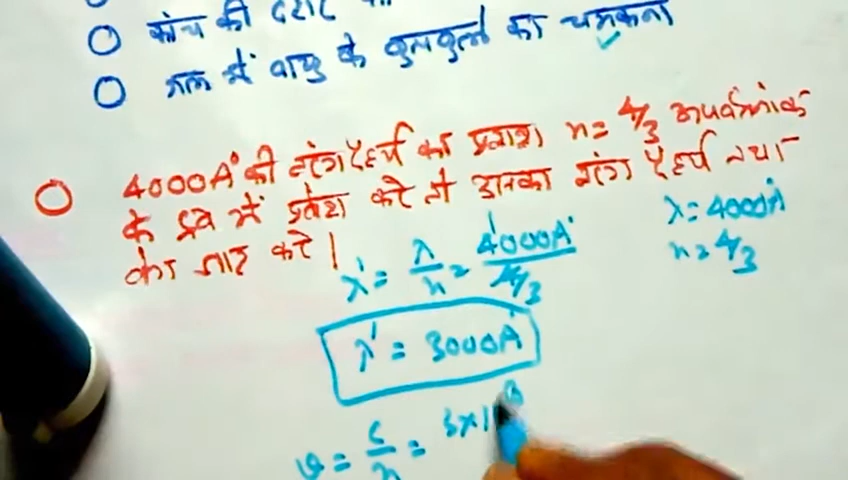 काँच की दरार
जल में वायु के बुलबुलों का चमकना
4000A° की तरंगदैर्घ्य का प्रकाश n = 4/3 अपवर्तनांक
के द्रव में प्रवेश करे तो उसका तरंग दैर्घ्य तथा
वेग ज्ञात करे।
λ = 4000A°
n = 4/3
λ' = λ/n = 4000A°/4/3
λ' = 3000A°
v = c/n = 3×10